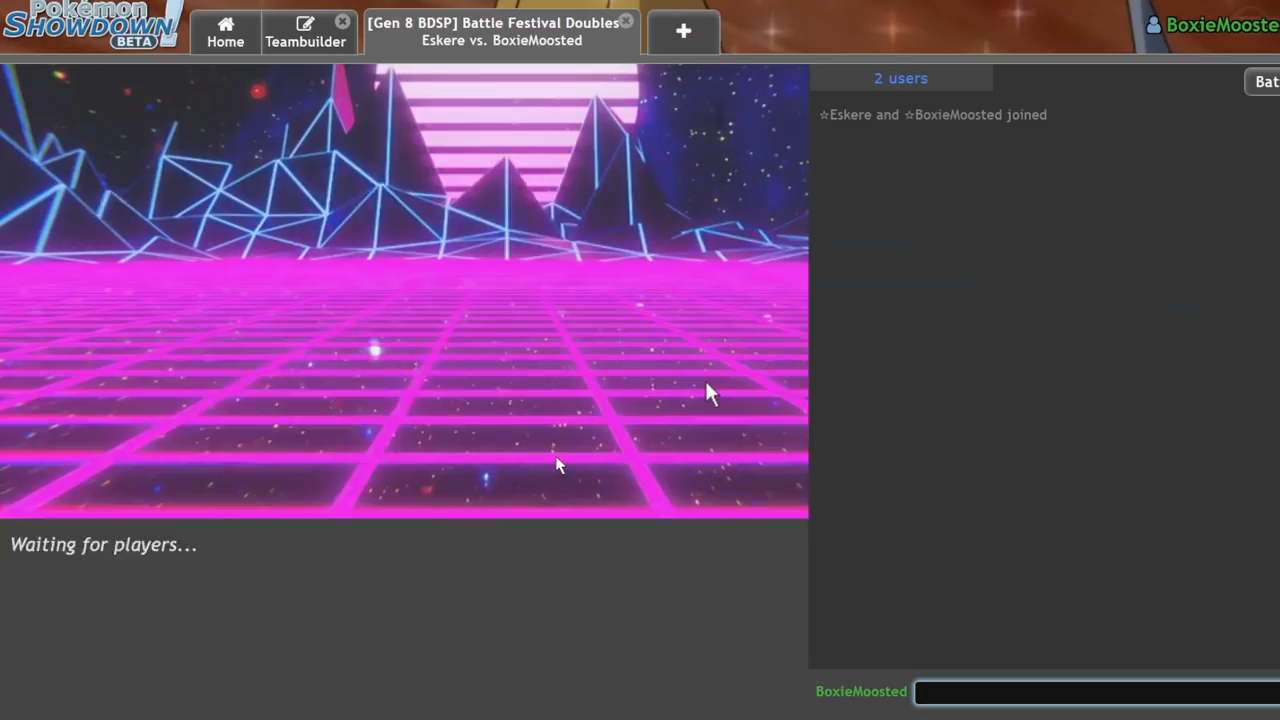 Pokémon
SHOWDOWN!
BETA
Home
Teambuilder
[Gen 8 BDSP] Battle Festival Doubles
Eskere vs. BoxieMoosted
BoxieMooste
2 users
Bat
☆Eskere and ☆BoxieMoosted joined
Waiting for players...
BoxieMoosted